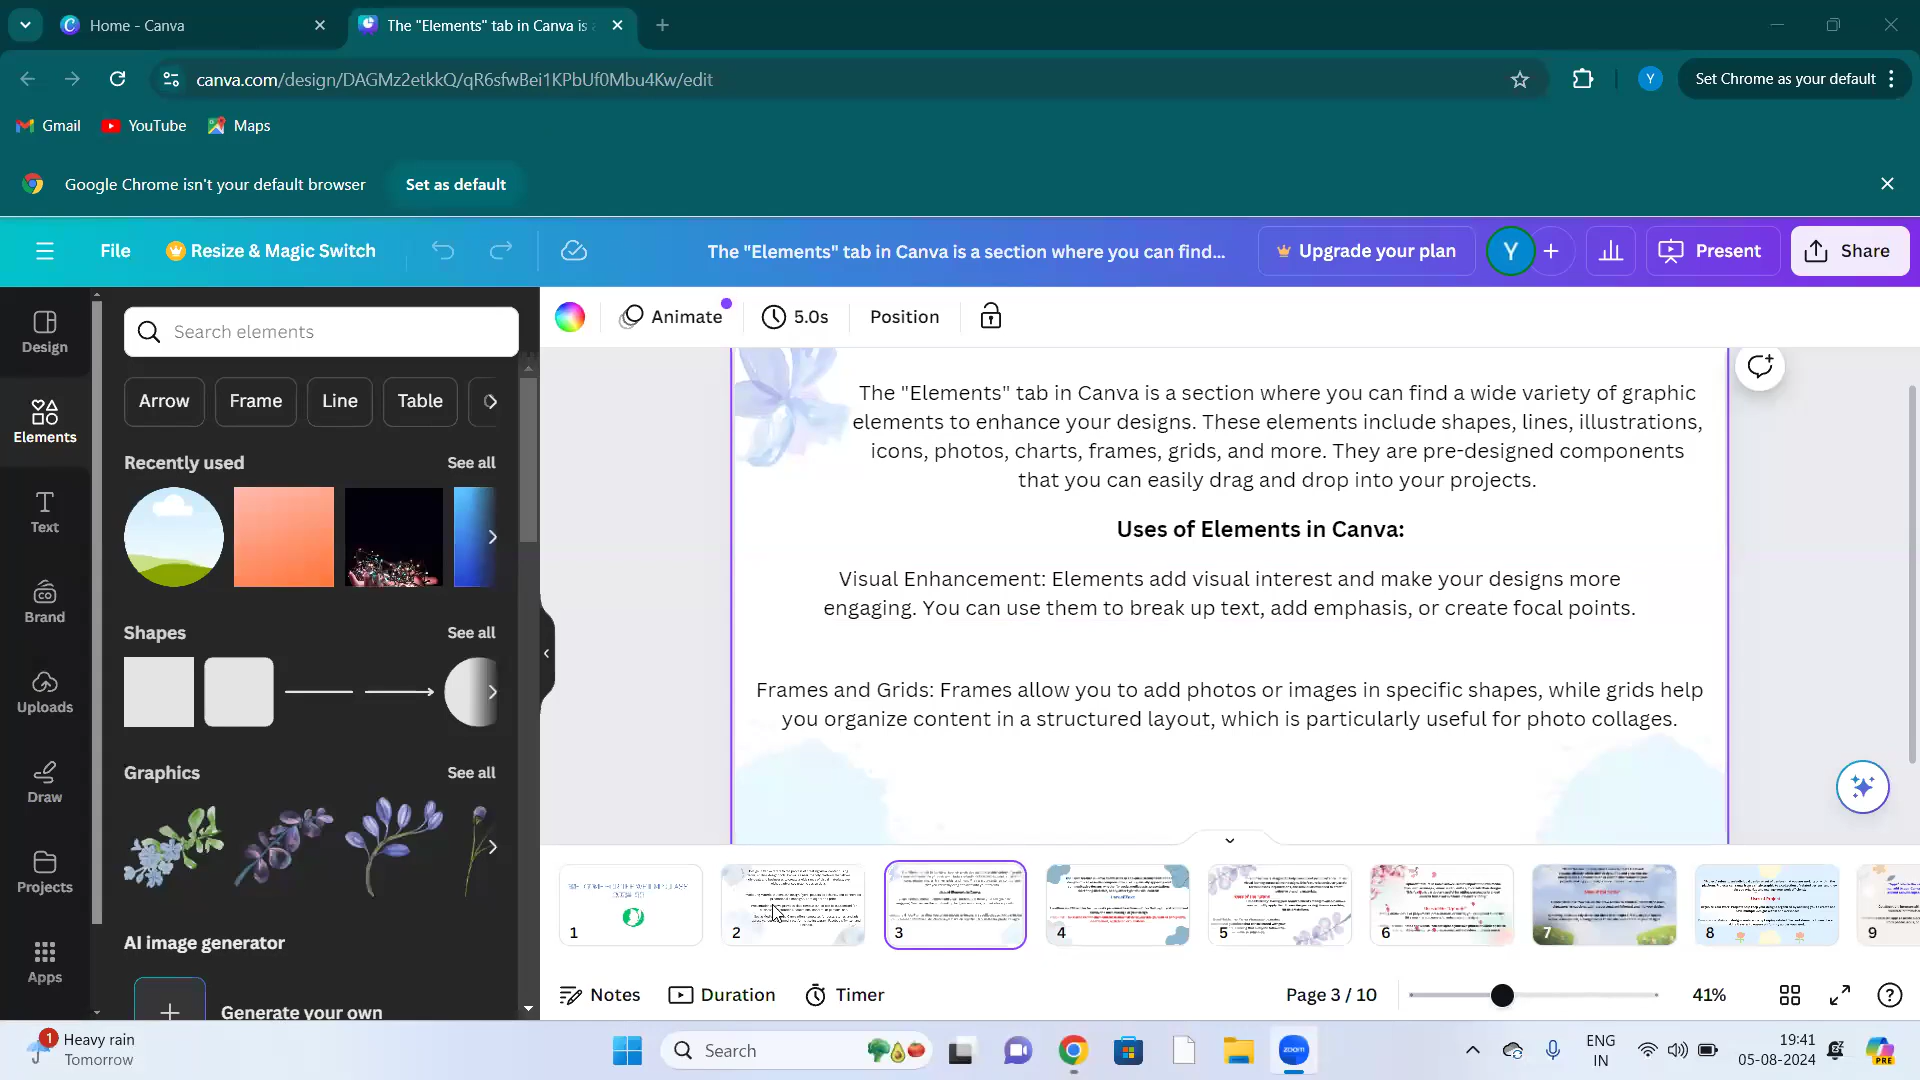 Home - Canva
The "Elements" tab in Canva is
canva.com/design/DAGMz2etkkQ/qR6sfwBei1KPbUf0Mbu4Kw/edit
Y
Set Chrome as your default
Gmail
YouTube
Maps
Google Chrome isn't your default browser
Set as default
File
Resize & Magic Switch
The "Elements" tab in Canva is a section where you can find...
Upgrade your plan
Y
Present
Share
Design
Elements
Text
Brand
Uploads
Draw
Projects
Apps
Search elements
Arrow
Frame
Line
Table
Recently used
See all
Shapes
See all
Graphics
See all
AI image generator
Generate your own
Animate
5.0s
Position
The "Elements" tab in Canva is a section where you can find a wide variety of graphic
elements to enhance your designs. These elements include shapes, lines, illustrations,
icons, photos, charts, frames, grids, and more. They are pre-designed components
that you can easily drag and drop into your projects.
Uses of Elements in Canva:
Visual Enhancement: Elements add visual interest and make your designs more
engaging. You can use them to break up text, add emphasis, or create focal points.
Frames and Grids: Frames allow you to add photos or images in specific shapes, while grids help
you organize content in a structured layout, which is particularly useful for photo collages.
1
2
3
4
5
6
7
8
9
Notes
Duration
Timer
Page 3 / 10
41%
1
Heavy rain
Tomorrow
Search
zoom
ENG
IN
19:41
05-08-2024
PRE